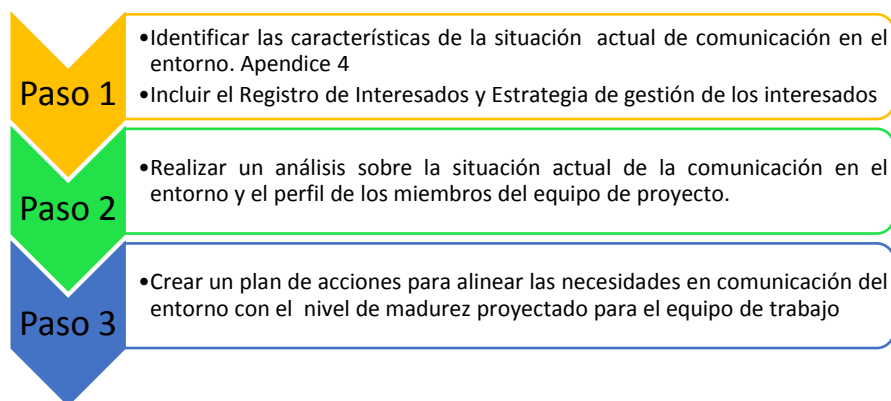 Paso 1
•Identificar las características de la situación actual de comunicación en el
entorno. Apendice 4
•Incluir el Registro de Interesados y Estrategia de gestión de los interesados
Paso 2
•Realizar un análisis sobre la situación actual de la comunicación en el
entorno y el perfil de los miembros del equipo de proyecto.
Paso 3
•Crear un plan de acciones para alinear las necesidades en comunicación del
entorno con el nivel de madurez proyectado para el equipo de trabajo